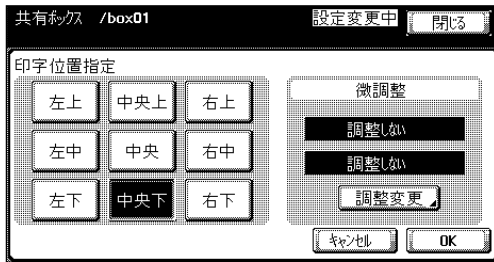 共有ボックス /box01 設定変更中 閉じる
印字位置指定
左上 中央上 右上 微調整
調整しない
左中 中央 右中 調整しない
左下 中央下 右下 調整変更
キャンセル OK